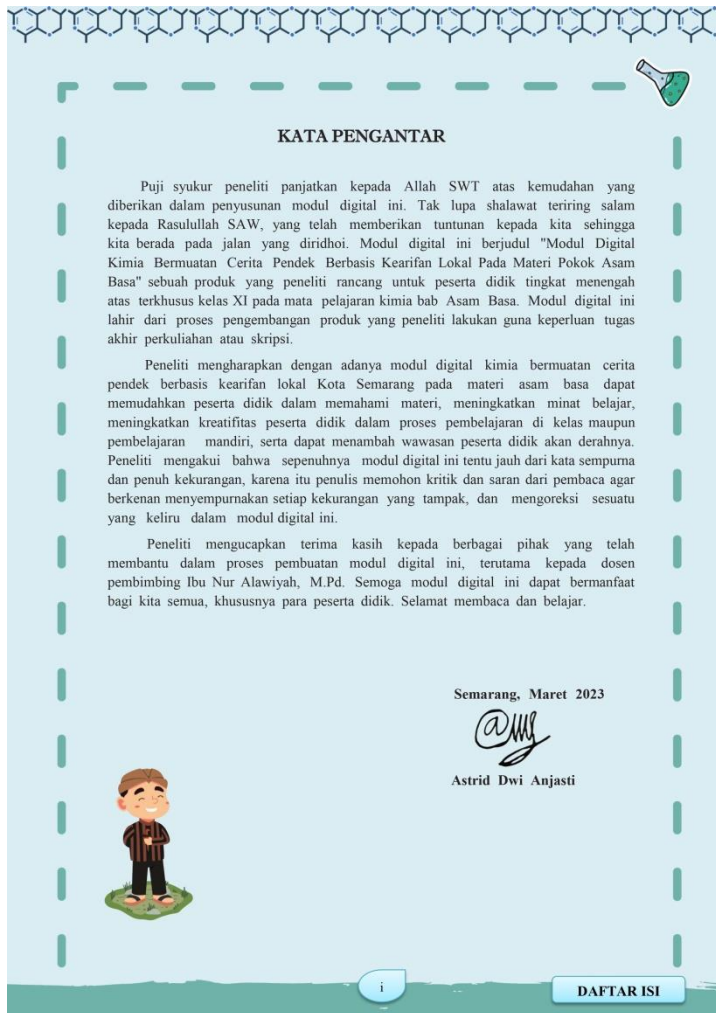 KATA PENGANTAR
Puji syukur peneliti panjatkan kepada Allah SWT atas kemudahan yang
diberikan dalam penyusunan modul digital ini. Tak lupa shalawat teriring salam
kepada Rasulullah SAW, yang telah memberikan tuntunan kepada kita sehingga
kita berada pada jalan yang diridhoi. Modul digital ini berjudul "Modul Digital
Kimia Bermuatan Cerita Pendek Berbasis Kearifan Lokal Pada Materi Pokok Asam
Basa" sebuah produk yang peneliti rancang untuk peserta didik tingkat menengah
atas terkhusus kelas XI pada mata pelajaran kimia bab Asam Basa. Modul digital ini
lahir dari proses pengembangan produk yang peneliti lakukan guna keperluan tugas
akhir perkuliahan atau skripsi.
Peneliti mengharapkan dengan adanya modul digital kimia bermuatan cerita
pendek berbasis kearifan lokal Kota Semarang pada materi asam basa dapat
memudahkan peserta didik dalam memahami materi, meningkatkan minat belajar,
meningkatkan kreatifitas peserta didik dalam proses pembelajaran di kelas maupun
pembelajaran mandiri, serta dapat menambah wawasan peserta didik akan derahnya.
Peneliti mengakui bahwa sepenuhnya modul digital ini tentu jauh dari kata sempurna
dan penuh kekurangan, karena itu penulis memohon kritik dan saran dari pembaca agar
berkenan menyempurnakan setiap kekurangan yang tampak, dan mengoreksi sesuatu
yang keliru dalam modul digital ini.
Peneliti mengucapkan terima kasih kepada berbagai pihak yang telah
membantu dalam proses pembuatan modul digital ini, terutama kepada dosen
pembimbing Ibu Nur Alawiyah, M.Pd. Semoga modul digital ini dapat bermanfaat
bagi kita semua, khususnya para peserta didik. Selamat membaca dan belajar.
Semarang, Maret 2023
Astrid Dwi Anjasti
i
DAFTAR ISI